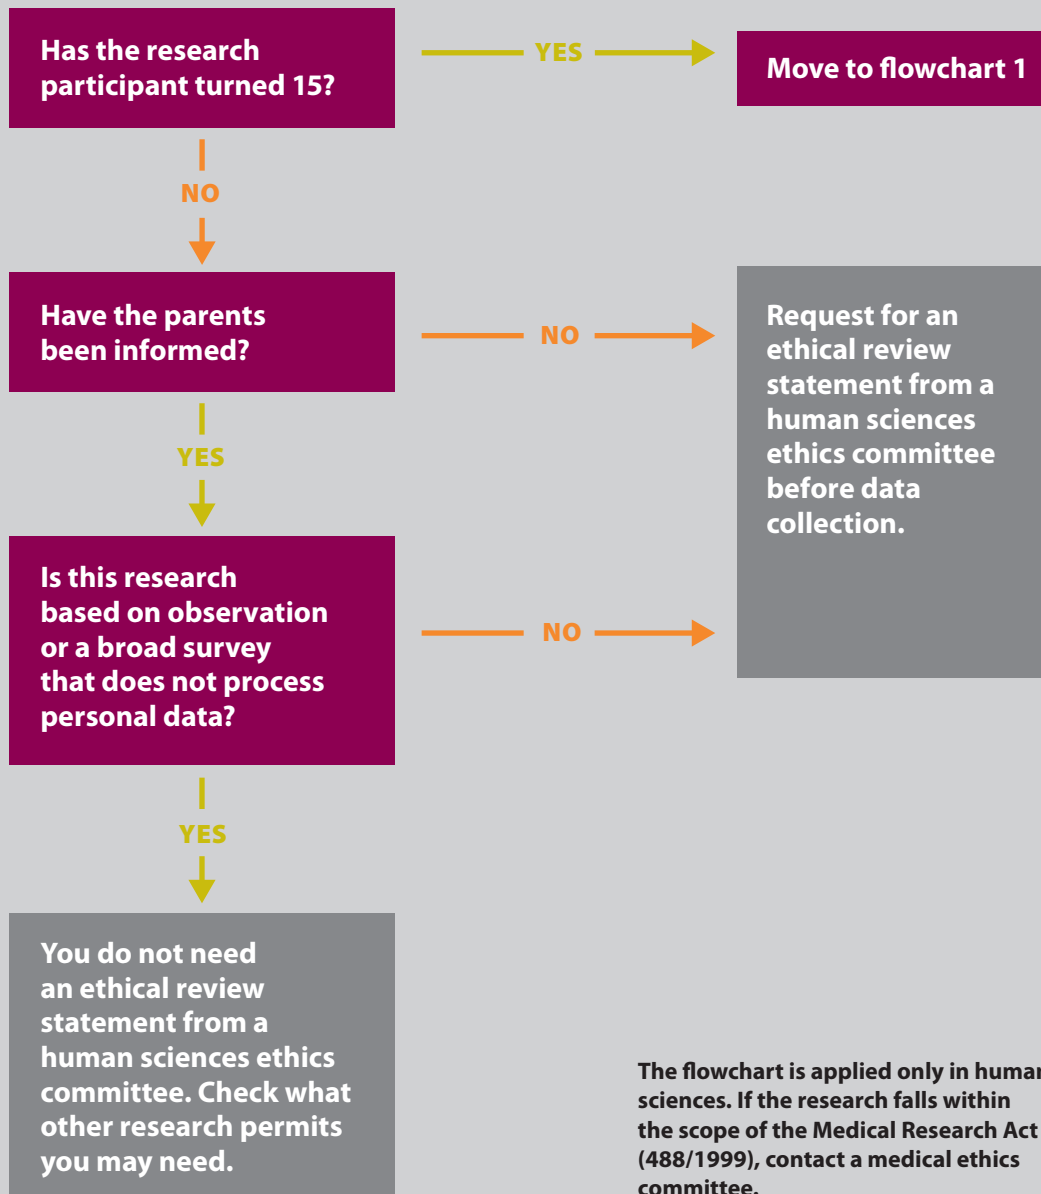 Has the research
participant turned 15?
YES
Move to flowchart 1
NO
Have the parents
been informed?
NO
Request for an
ethical review
statement from a
human sciences
ethics committee
before data
collection.
YES
Is this research
based on observation
or a broad survey
that does not process
personal data?
NO
YES
You do not need
an ethical review
statement from a
human sciences ethics
committee. Check what
other research permits
you may need.
The flowchart is applied only in human
sciences. If the research falls within
the scope of the Medical Research Act
(488/1999), contact a medical ethics
committee.